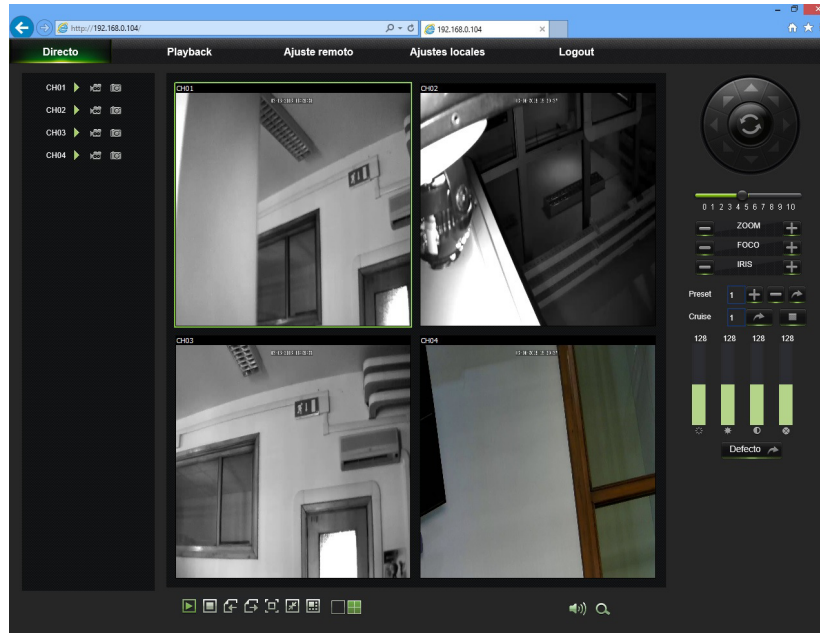 http://192.168.0.104/
192.168.0.104
Directo Playback Ajuste remoto Ajustes locales Logout
CH01
CH02
CH03
CH04
CH01
CH02
CH03
CH04
0 1 2 3 4 5 6 7 8 9 10
ZOOM
FOCO
IRIS
Preset 1
Cruise 1
128 128 128 128
Defecto